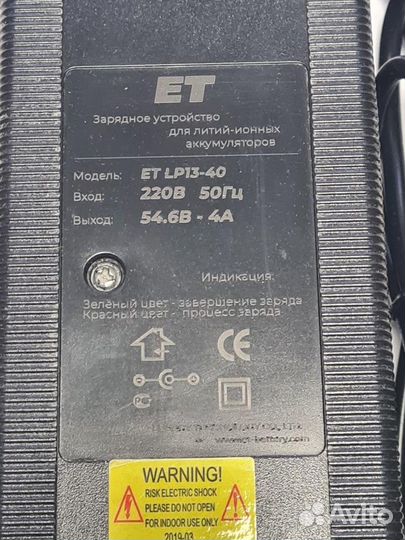 ET
Зарядное устройство
для литий-ионных
аккумуляторов
Модель: ET LP13-40
Вход: 220В 50Гц
Выход: 54.6В - 4А
Индикация:
Зелёный цвет - завершение заряда
Красный цвет - процесс заряда
CE
WARNING!
RISK ELECTRIC SHOCK
PLEASE DO NOT OPEN
FOR INDOOR USE ONLY
2019-03
Avito